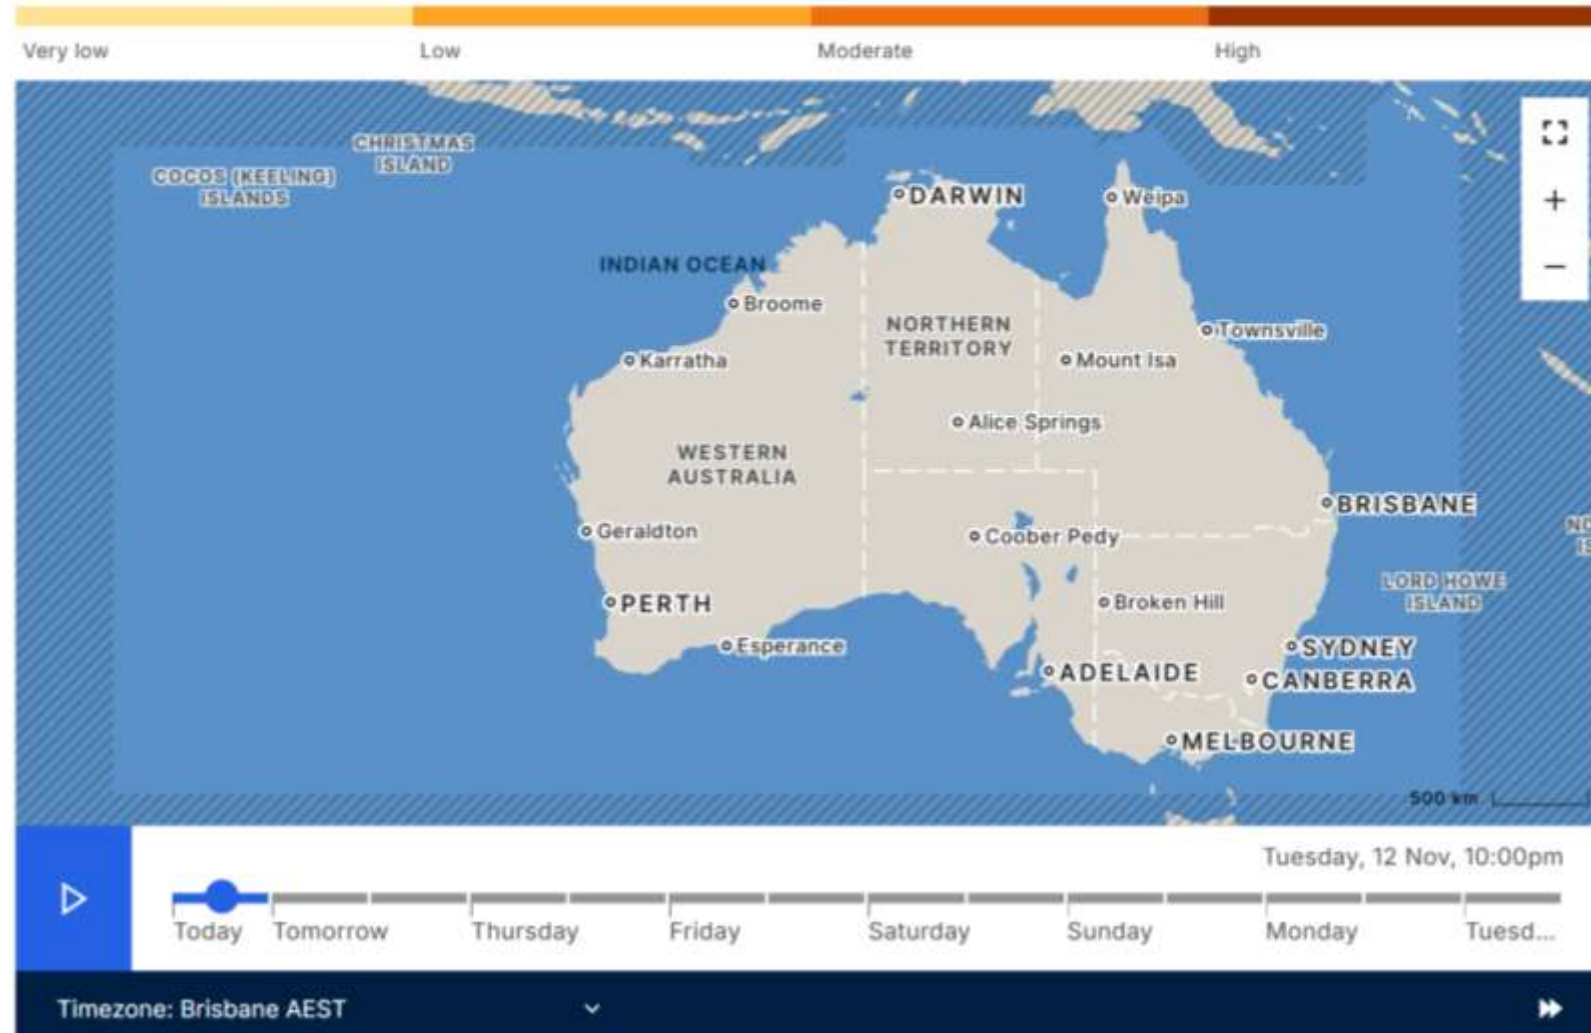 Very low
Low
Moderate
High
CHRISTMAS
ISLAND
COCOS (KEELING)
ISLANDS
DARWIN
Weipa
INDIAN OCEAN
Broome
NORTHERN
TERRITORY
Townsville
Karratha
Mount Isa
Alice Springs
WESTERN
AUSTRALIA
BRISBANE
Geraldton
Coober Pedy
LORD HOWE
ISLAND
PERTH
Broken Hill
Esperance
SYDNEY
ADELAIDE
CANBERRA
MELBOURNE
500 km
Tuesday, 12 Nov, 10:00pm
Today
Tomorrow
Thursday
Friday
Saturday
Sunday
Monday
Tuesd...
Timezone: Brisbane AEST